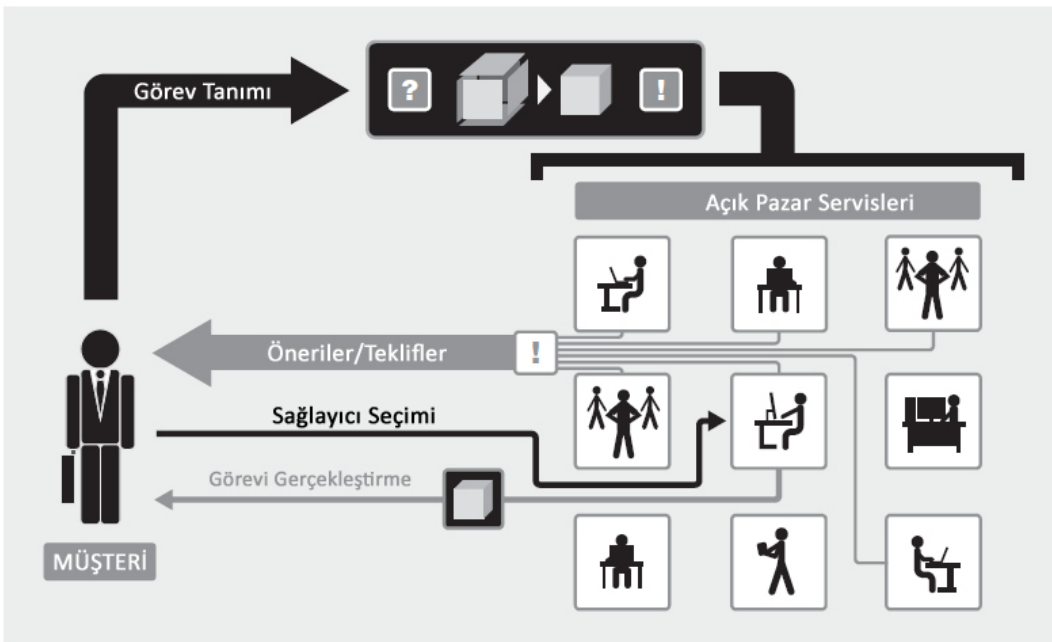 Görev Tanımı
?
!
Açık Pazar Servisleri
Öneriler/Teklifler
!
Sağlayıcı Seçimi
Görevi Gerçekleştirme
MÜŞTERİ